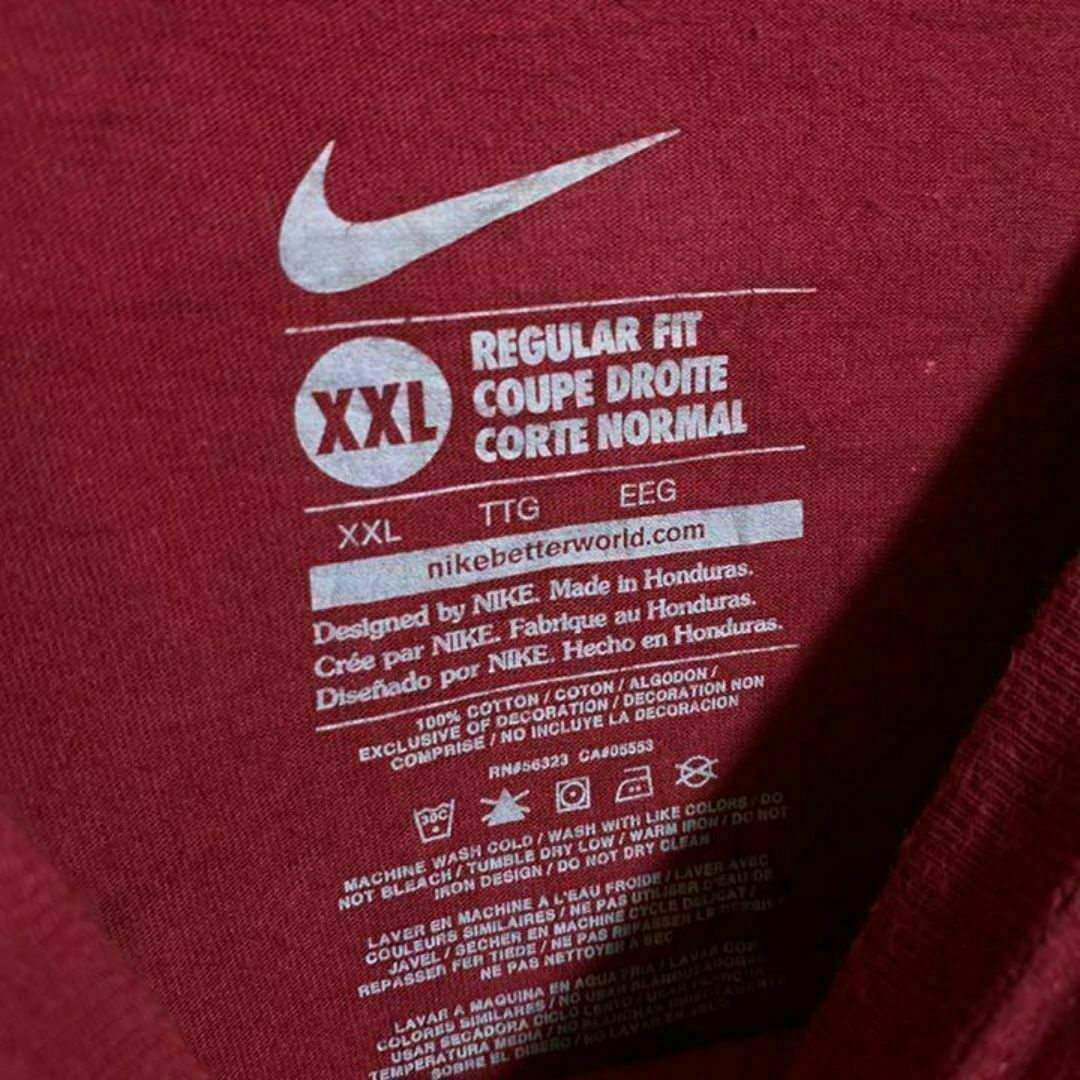 XXL
REGULAR FIT
COUPE DROITE
CORTE NORMAL
XXL TTG EEG
nikebetterworld.com
Designed by NIKE. Made in Honduras.
Crée par NIKE. Fabrique au Honduras.
Diseñado por NIKE. Hecho en Honduras.
100% COTTON / COTON / ALGODON /
EXCLUSIVE OF DECORATION / DECORATION NON
COMPRISE / NO INCLUYE LA DECORACION
RN#56323 CA#05553
30C
MACHINE WASH COLD / WASH WITH LIKE COLORS / DO
NOT BLEACH / TUMBLE DRY LOW / WARM IRON / DO NOT
IRON DESIGN / DO NOT DRY CLEAN
LAVER EN MACHINE À L'EAU FROIDE / LAVER AVEC
COULEURS SIMILAIRES / NE PAS UTILISER D'EAU DE
JAVEL / SECHER EN MACHINE CYCLE DELICAT /
REPASSER FER TIEDE / NE PAS REPASSER LE
NE PAS NETTOYER A SEC
LAVAR A MAQUINA EN AGUA FRIA / LAVAR CON
COLORES SIMILARES / NO USAR BLANQUEADOR
USAR SECADORA CICLO LENTO /
TEMPERATURA MEDIA / NO PLANCHAR
SOBRE EL DISEÑO / NO LAVAR EN